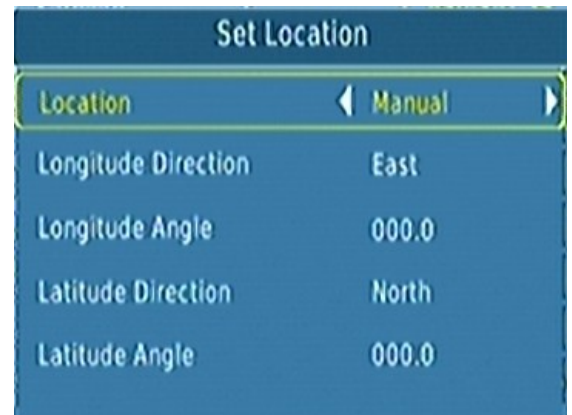 Set Location
Location Manual
Longitude Direction East
Longitude Angle 000.0
Latitude Direction North
Latitude Angle 000.0